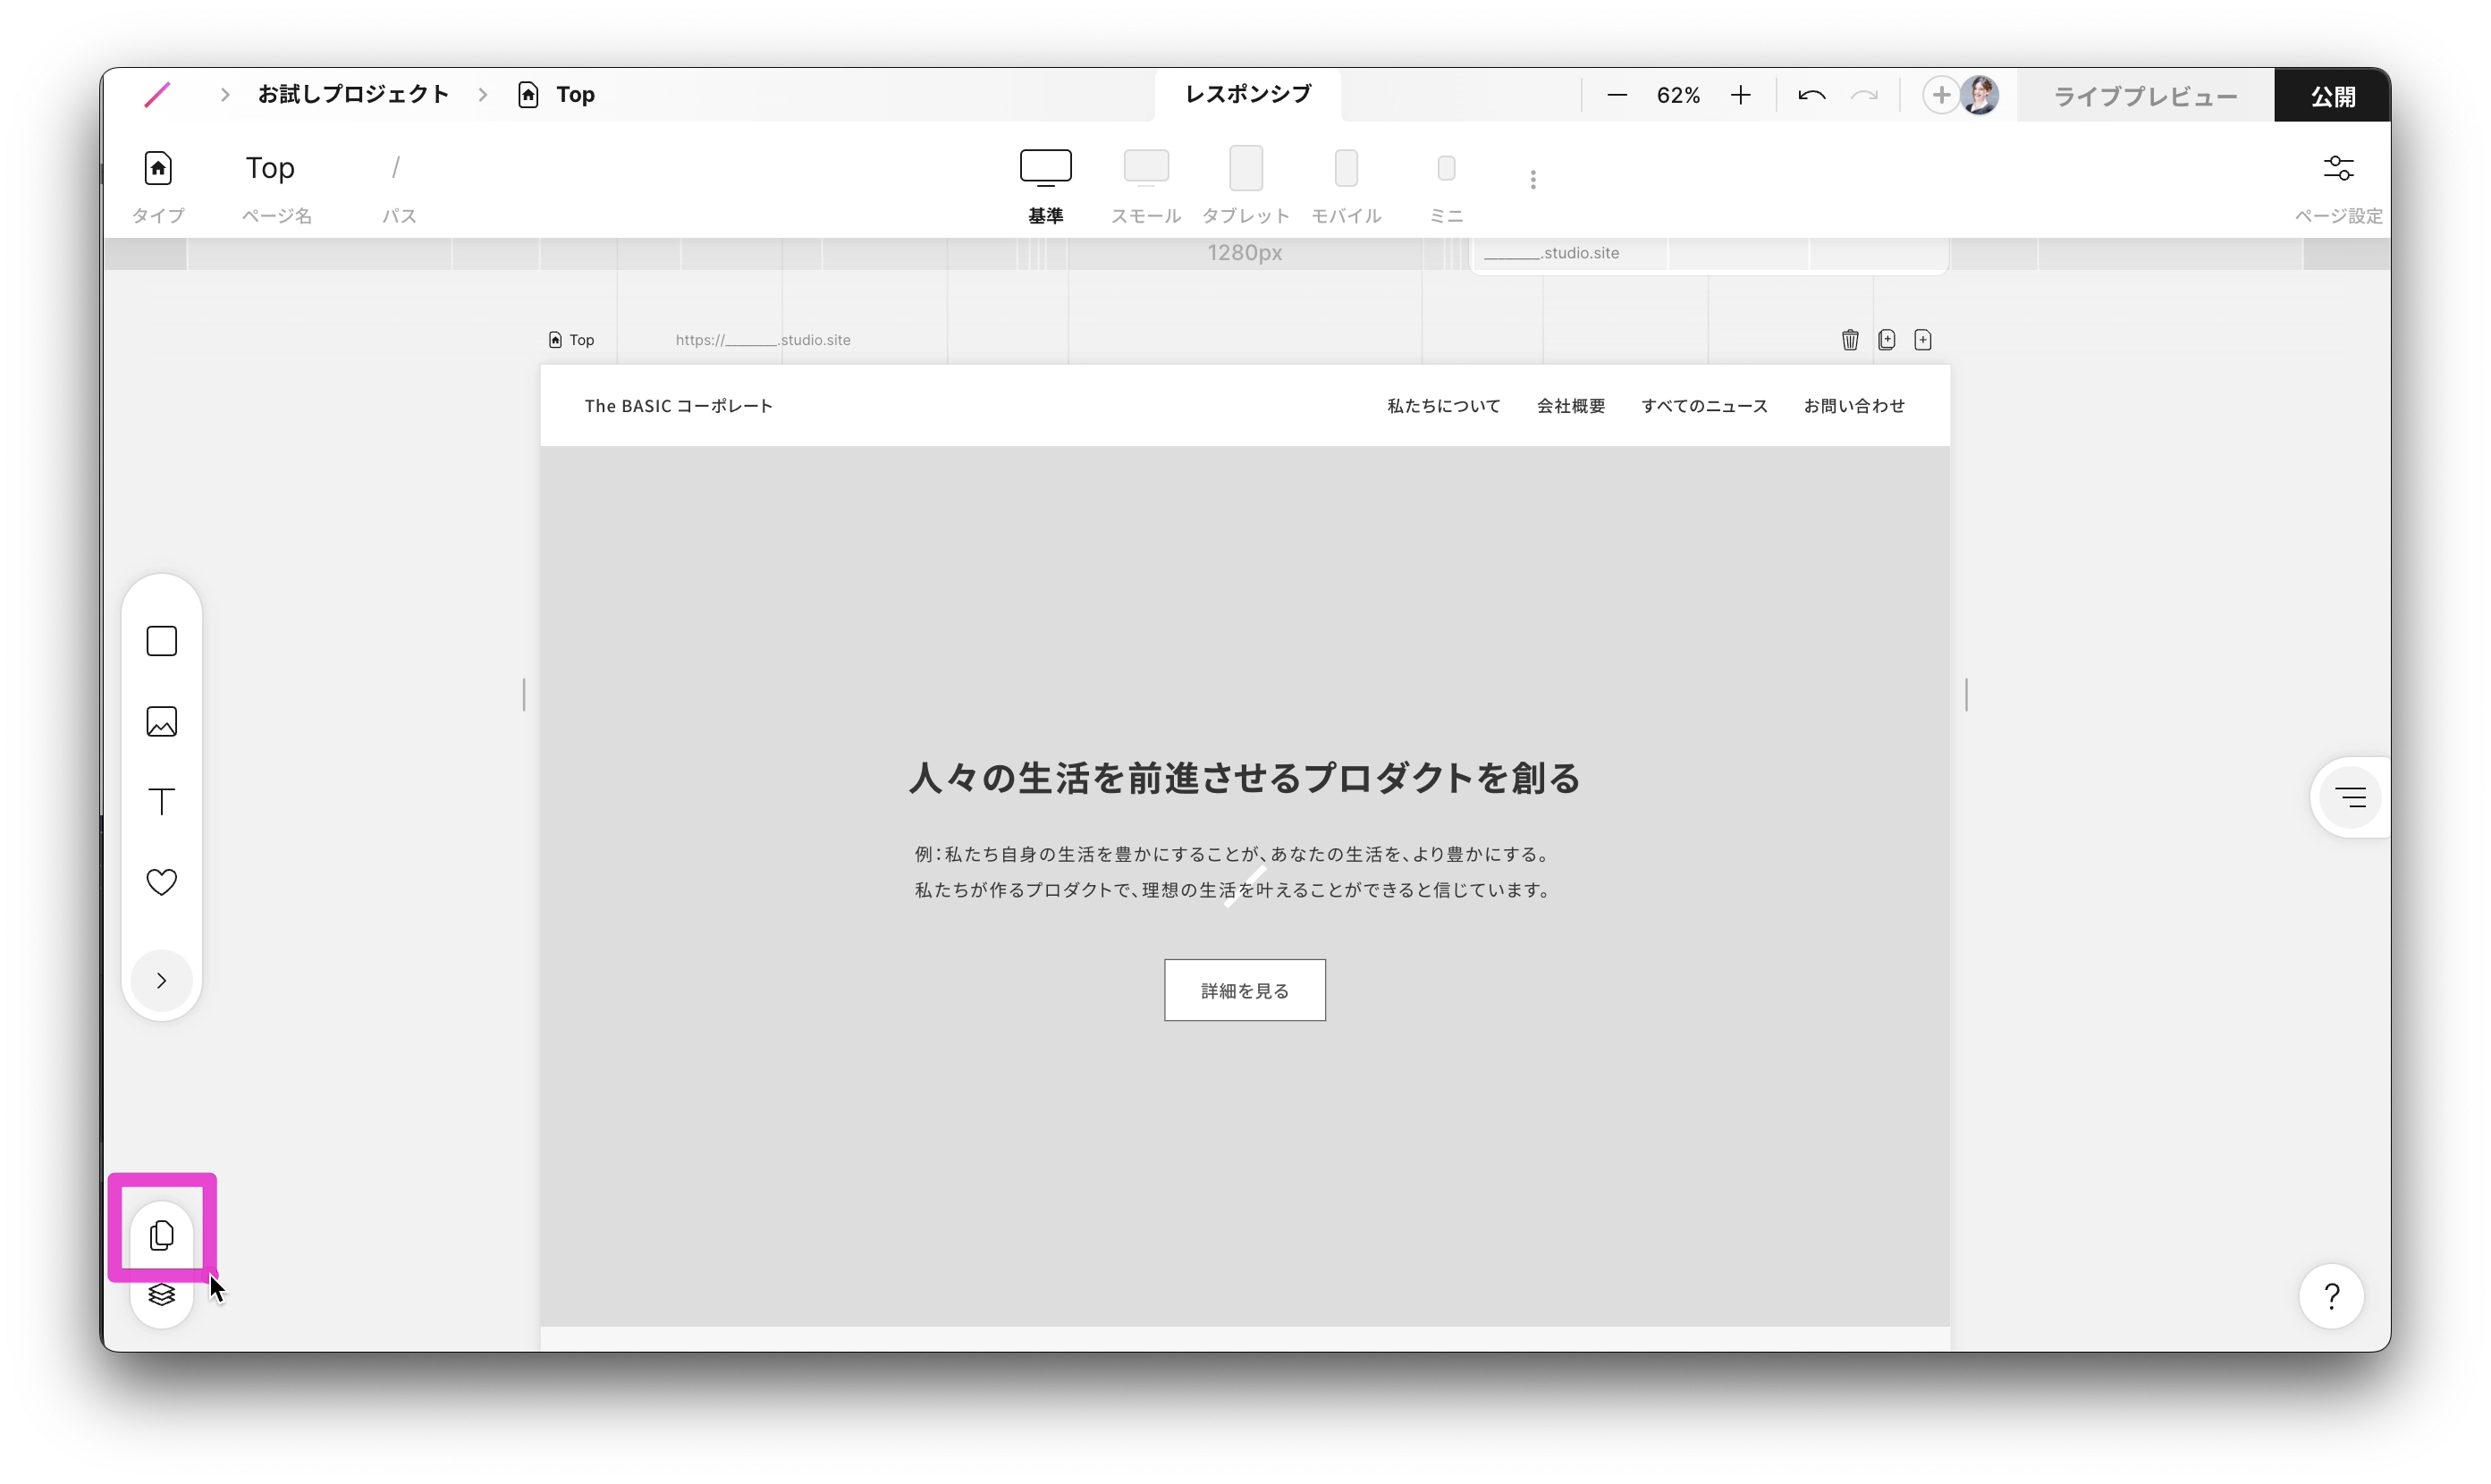 お試しプロジェクト
Top
レスポンシブ
62%
ライブプレビュー
公開
Top
/
タイプ
ページ名
パス
基準
スモール
タブレット
モバイル
ミニ
ページ設定
1280px
________.studio.site
Top
https://________.studio.site
The BASIC コーポレート
私たちについて
会社概要
すべてのニュース
お問い合わせ
人々の生活を前進させるプロダクトを創る
例：私たち自身の生活を豊かにすることが、あなたの生活を、より豊かにする。
私たちが作るプロダクトで、理想の生活を叶えることができると信じています。
詳細を見る
?